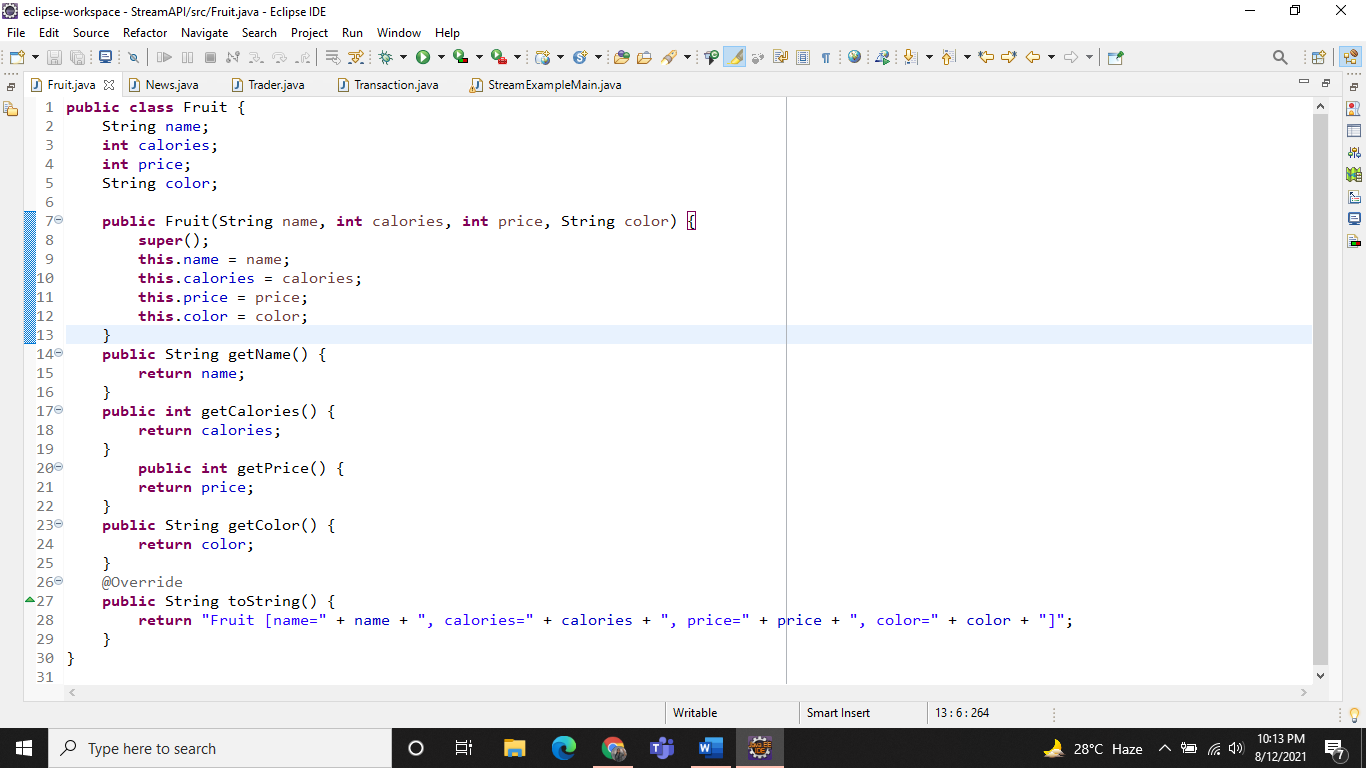 eclipse-workspace - StreamAPI/src/Fruit.java - Eclipse IDE
File Edit Source Refactor Navigate Search Project Run Window Help
Fruit.java News.java Trader.java Transaction.java StreamExampleMain.java
1 public class Fruit {
2     String name;
3     int calories;
4     int price;
5     String color;
6
7     public Fruit(String name, int calories, int price, String color) {
8         super();
9         this.name = name;
10         this.calories = calories;
11         this.price = price;
12         this.color = color;
13     }
14     public String getName() {
15         return name;
16     }
17     public int getCalories() {
18         return calories;
19     }
20         public int getPrice() {
21         return price;
22     }
23     public String getColor() {
24         return color;
25     }
26     @Override
27     public String toString() {
28         return "Fruit [name=" + name + ", calories=" + calories + ", price=" + price + ", color=" + color + "]";
29     }
30 }
31
Writable Smart Insert 13 : 6 : 264
Type here to search 28°C Haze 10:13 PM
8/12/2021 7